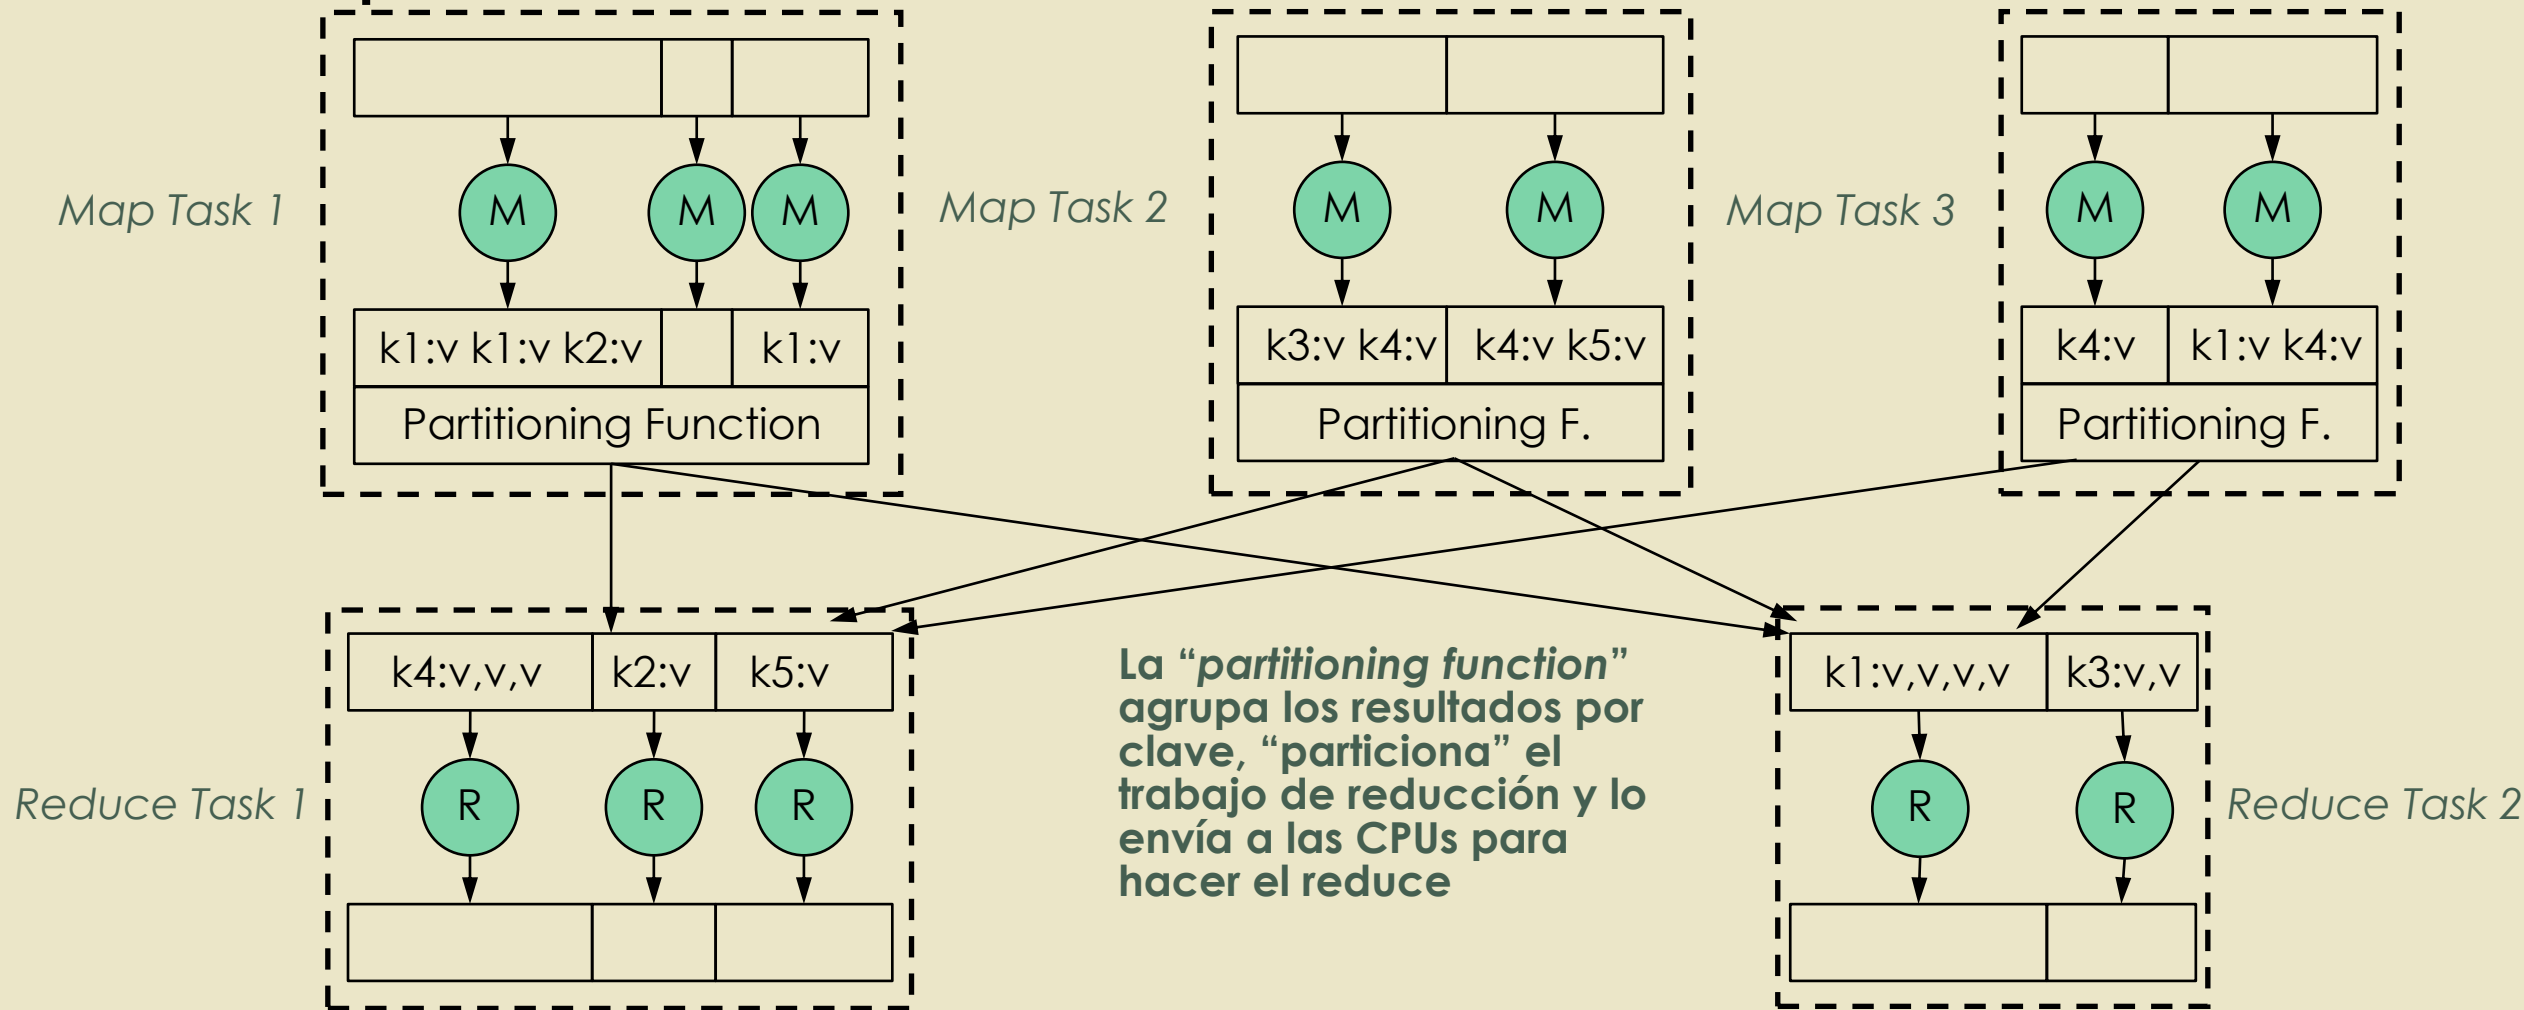 Map Task 1
M
M
M
k1:v k1:v k2:v
k1:v
Partitioning Function
Map Task 2
M
M
k3:v k4:v
k4:v k5:v
Partitioning F.
Map Task 3
M
M
k4:v
k1:v k4:v
Partitioning F.
Reduce Task 1
k4:v,v,v
k2:v
k5:v
R
R
R
La “partitioning function”
agrupa los resultados por
clave, “particiona” el
trabajo de reducción y lo
envía a las CPUs para
hacer el reduce
k1:v,v,v,v
k3:v,v
R
R
Reduce Task 2